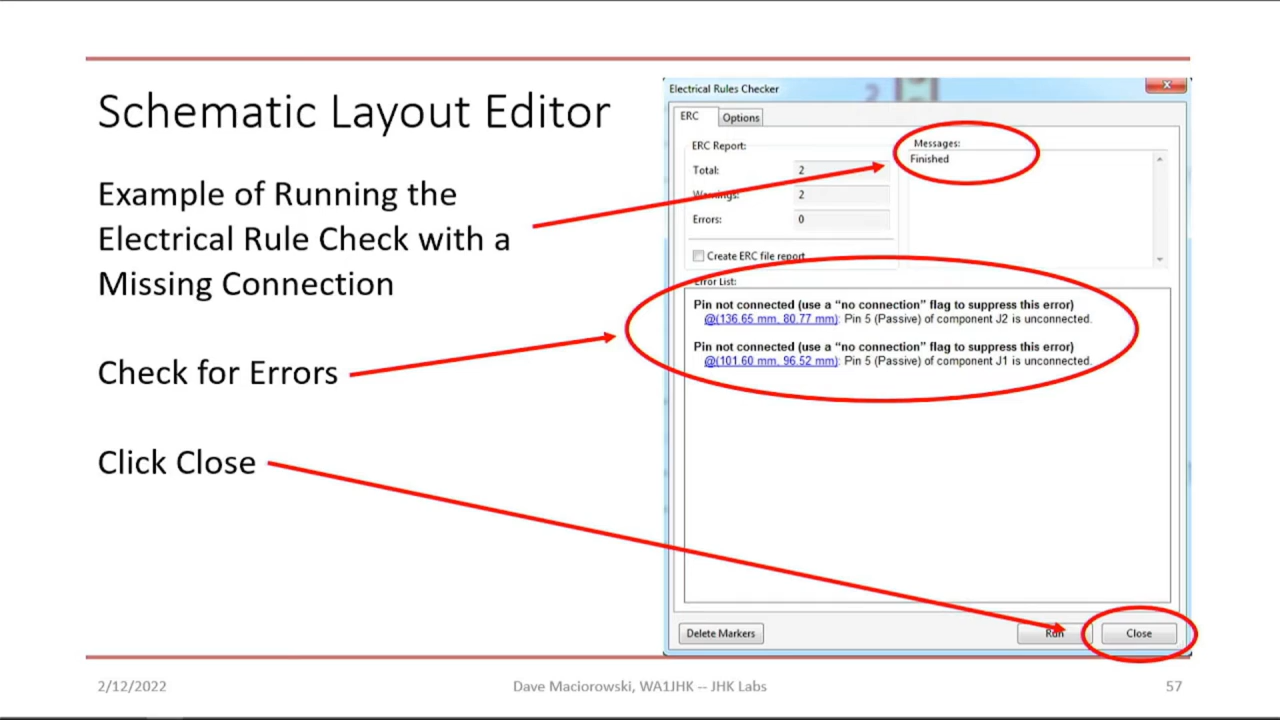 Schematic Layout Editor
Example of Running the
Electrical Rule Check with a
Missing Connection
Check for Errors
Click Close
Electrical Rules Checker
ERC
Options
ERC Report:
Total: 2
Warnings: 2
Errors: 0
Create ERC file report
Messages:
Finished
Error List:
Pin not connected (use a “no connection” flag to suppress this error)
@(136.65 mm, 80.77 mm): Pin 5 (Passive) of component J2 is unconnected.
Pin not connected (use a “no connection” flag to suppress this error)
@(101.60 mm, 96.52 mm): Pin 5 (Passive) of component J1 is unconnected.
Delete Markers
Run
Close
2/12/2022
Dave Maciorowski, WA1JHK -- JHK Labs
57